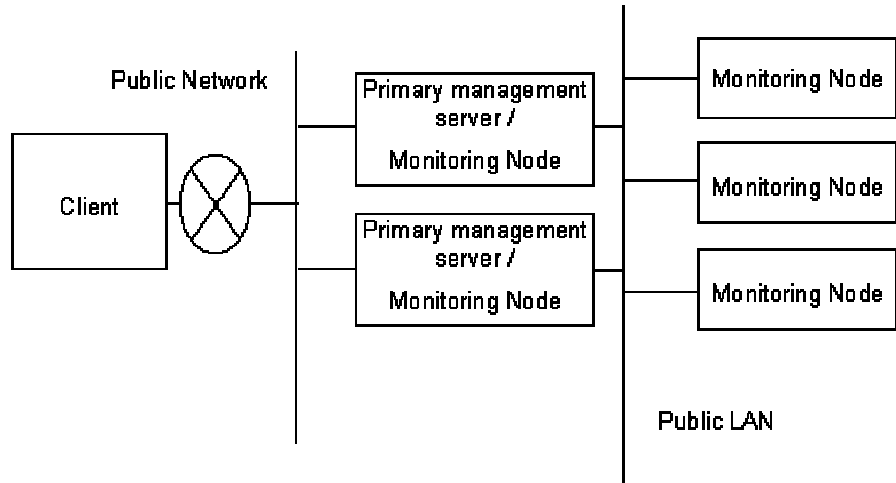 Public Network
Client
Primary management
server /
Monitoring Node
Primary management
server /
Monitoring Node
Monitoring Node
Monitoring Node
Monitoring Node
Public LAN